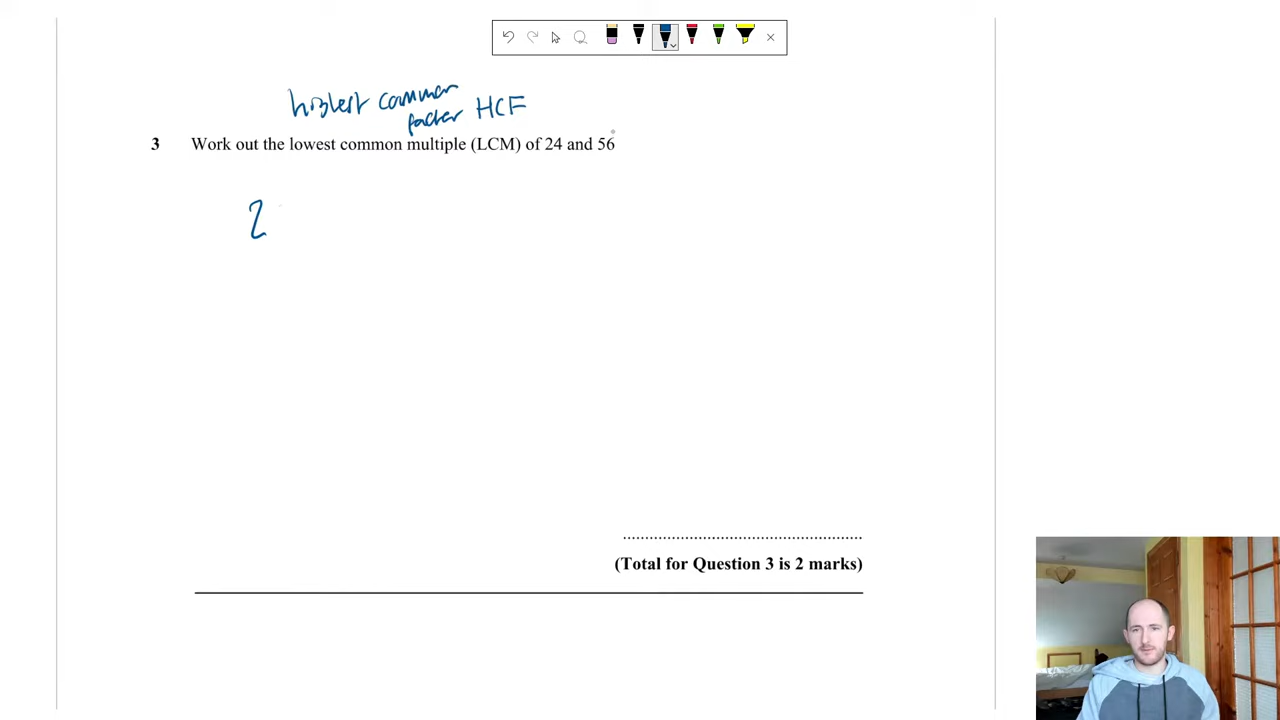 highest common
factor HCF
3 Work out the lowest common multiple (LCM) of 24 and 56
2
..........................................................
(Total for Question 3 is 2 marks)